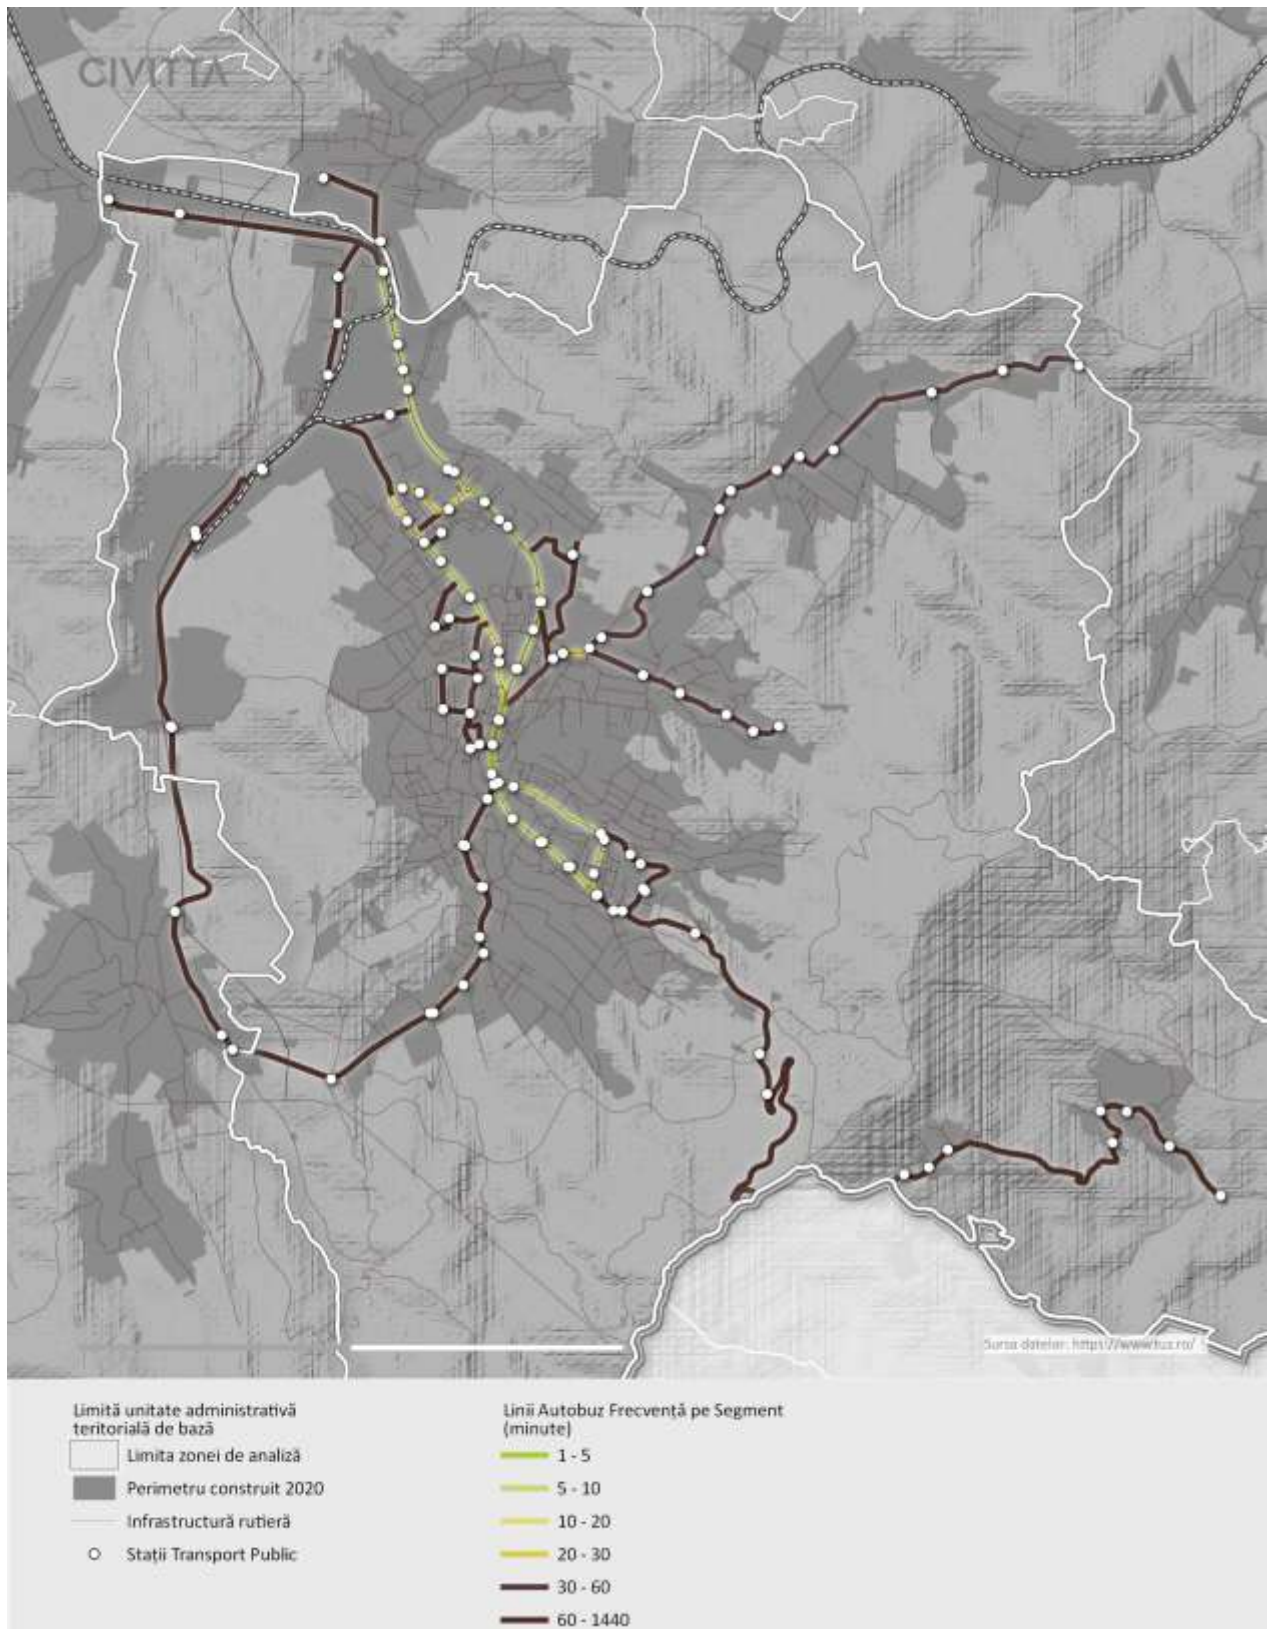 CIVITTA
Sursa datelor: https://www.tuz.ro/
Limită unitate administrativă
teritorială de bază
Limita zonei de analiză
Perimetru construit 2020
Infrastructură rutieră
Stații Transport Public
Linii Autobuz Frecvență pe Segment
(minute)
1 - 5
5 - 10
10 - 20
20 - 30
30 - 60
60 - 1440